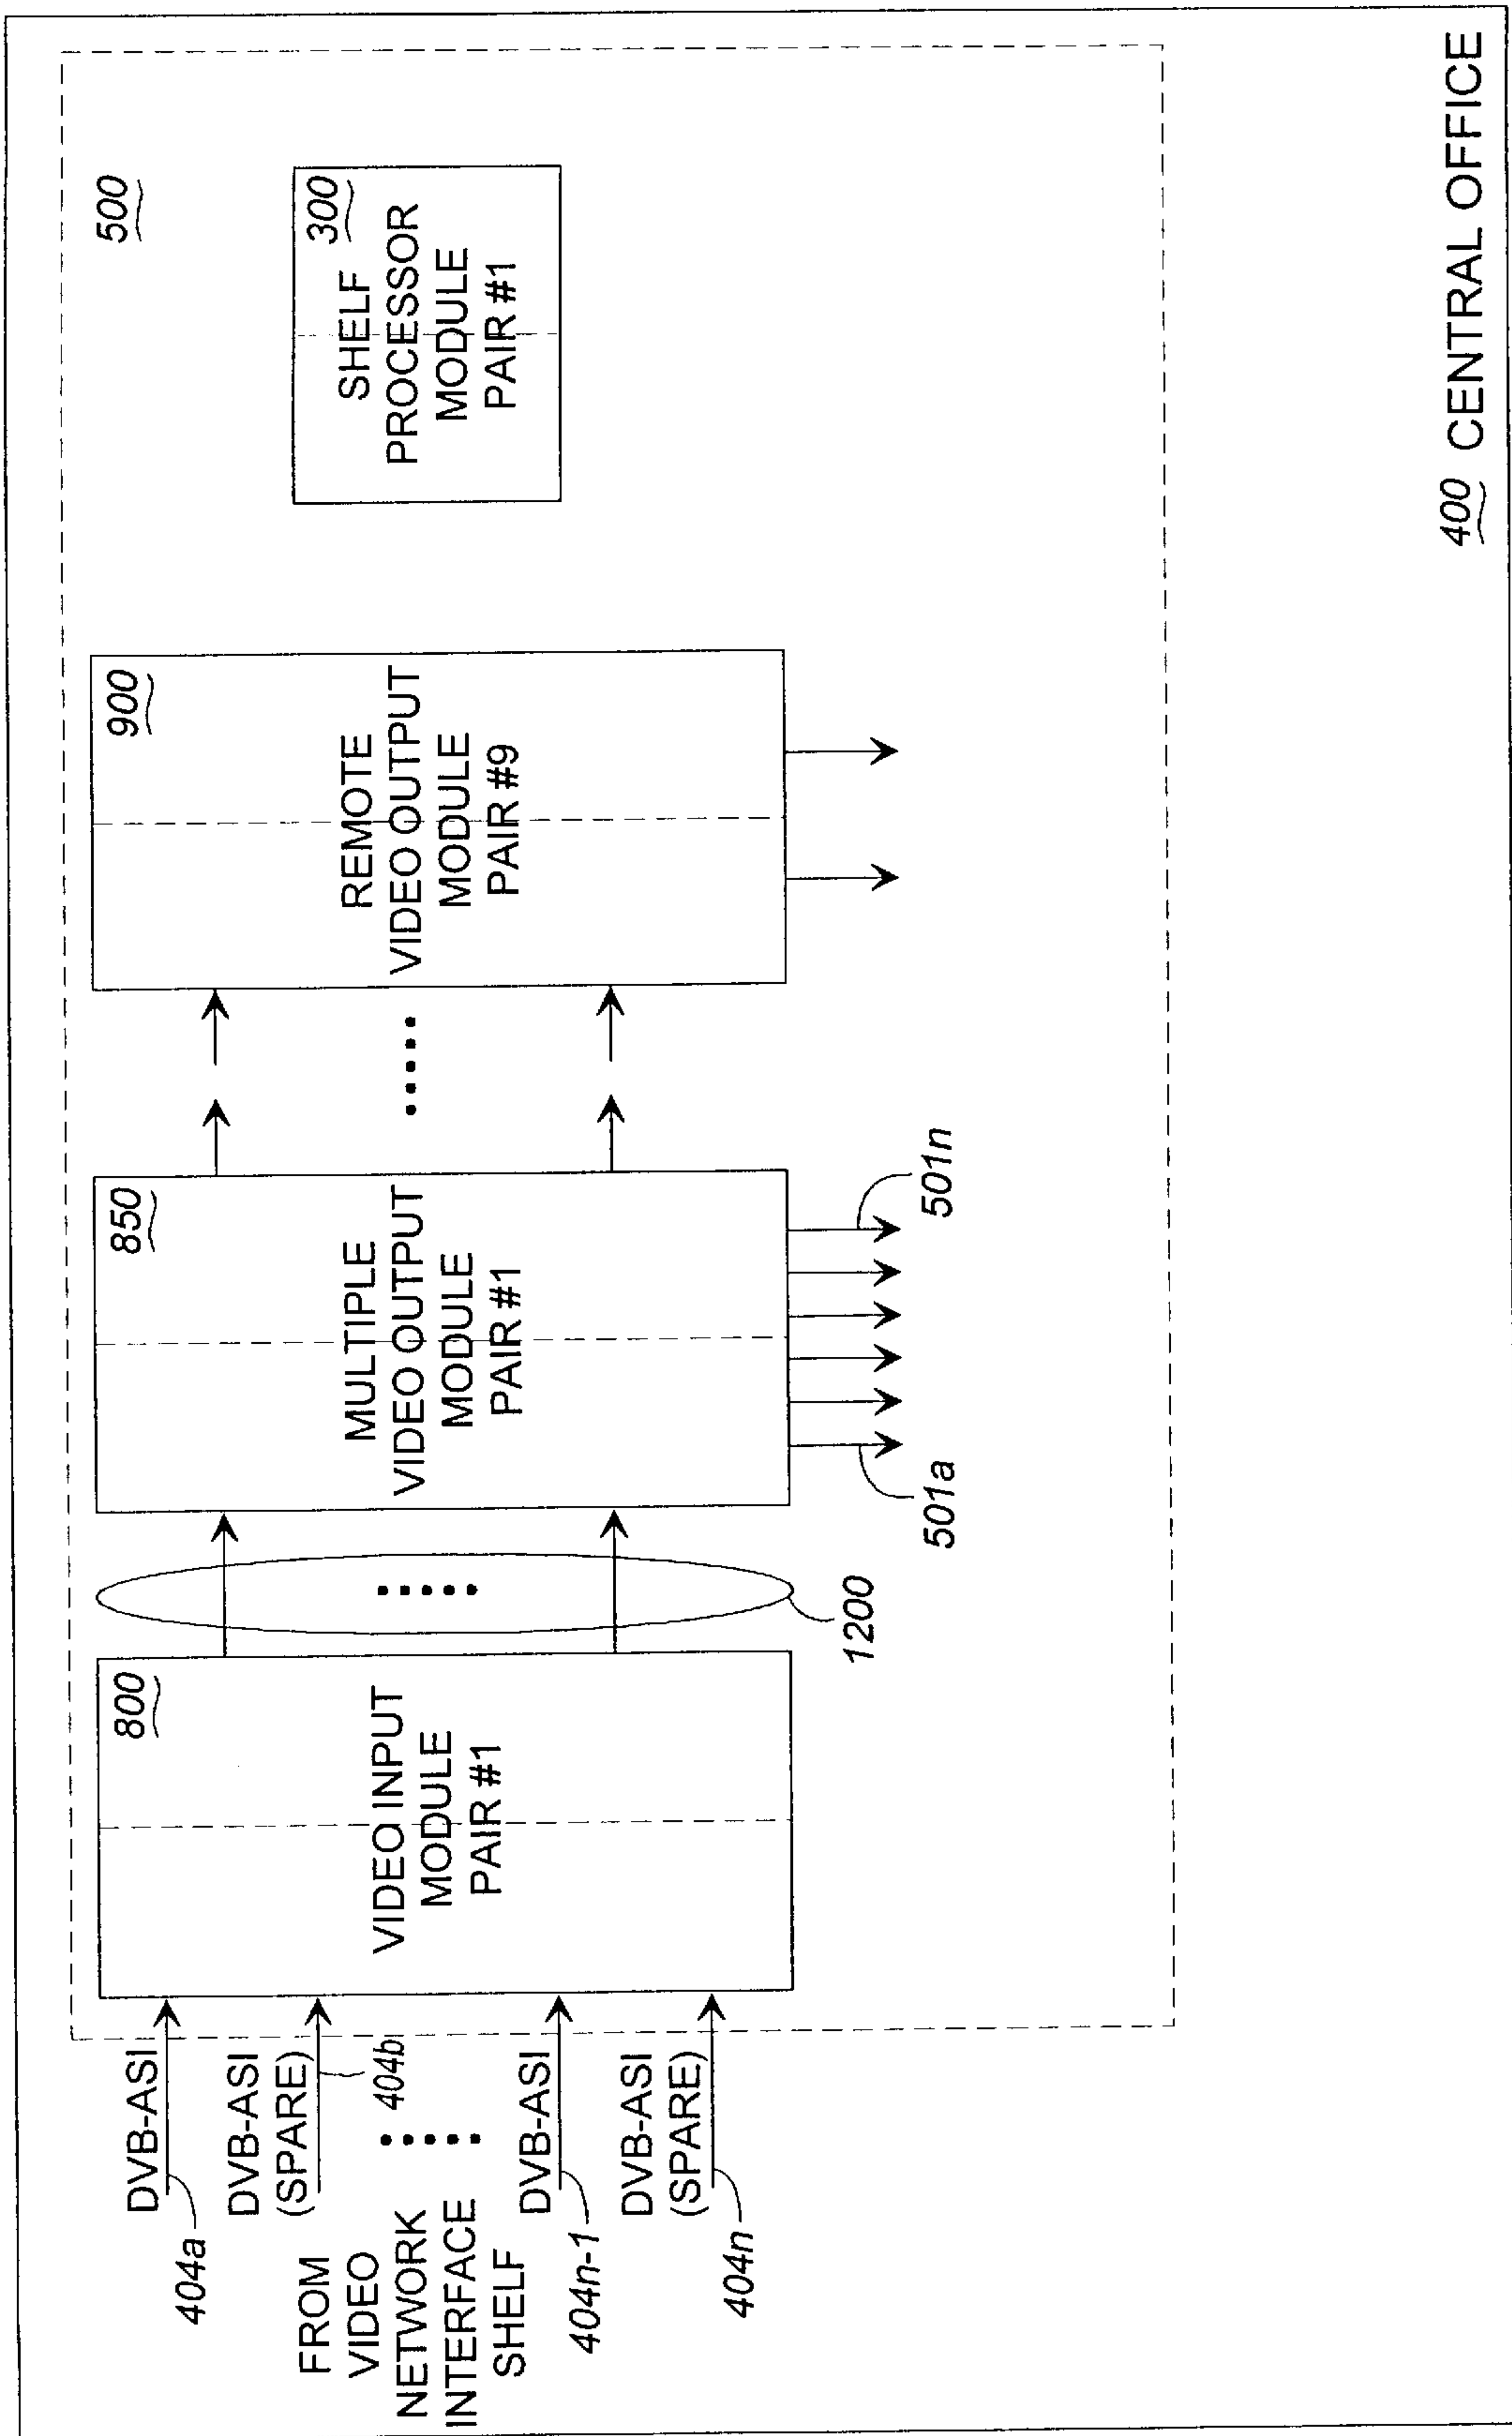 DVB-ASI
404a
DVB-ASI
(SPARE)
404b
FROM
VIDEO
NETWORK
INTERFACE
SHELF
DVB-ASI
404n-1
DVB-ASI
(SPARE)
404n
800
VIDEO INPUT
MODULE
PAIR #1
1200
850
MULTIPLE
VIDEO OUTPUT
MODULE
PAIR #1
501a
501n
900
REMOTE
VIDEO OUTPUT
MODULE
PAIR #9
500
300
SHELF
PROCESSOR
MODULE
PAIR #1
400 CENTRAL OFFICE